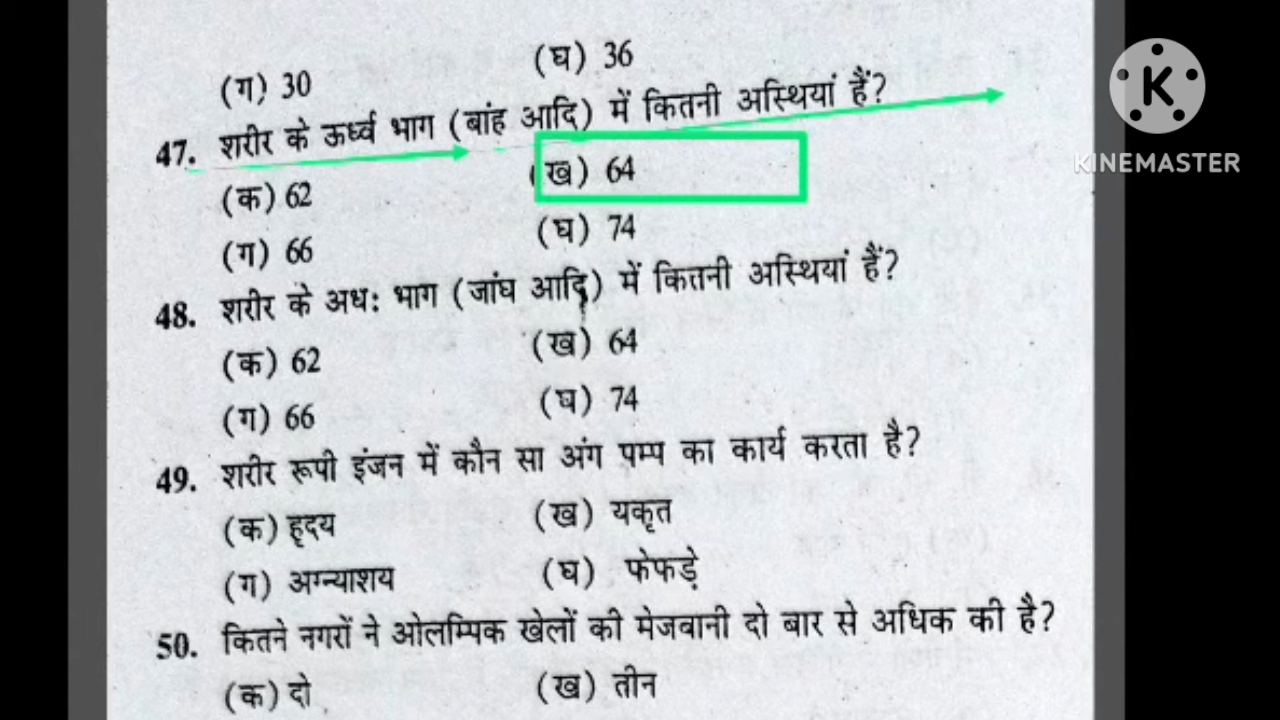 (ग) 30 (घ) 36
47. शरीर के ऊर्ध्व भाग (बांह आदि) में कितनी अस्थियां हैं?
(क) 62 (ख) 64
(ग) 66 (घ) 74
48. शरीर के अधः भाग (जांघ आदि) में कितनी अस्थियां हैं?
(क) 62 (ख) 64
(ग) 66 (घ) 74
49. शरीर रूपी इंजन में कौन सा अंग पम्प का कार्य करता है?
(क) हृदय (ख) यकृत
(ग) अग्न्याशय (घ) फेफड़े
50. कितने नगरों ने ओलम्पिक खेलों की मेजवानी दो बार से अधिक की है?
(क) दो (ख) तीन
K
KINEMASTER